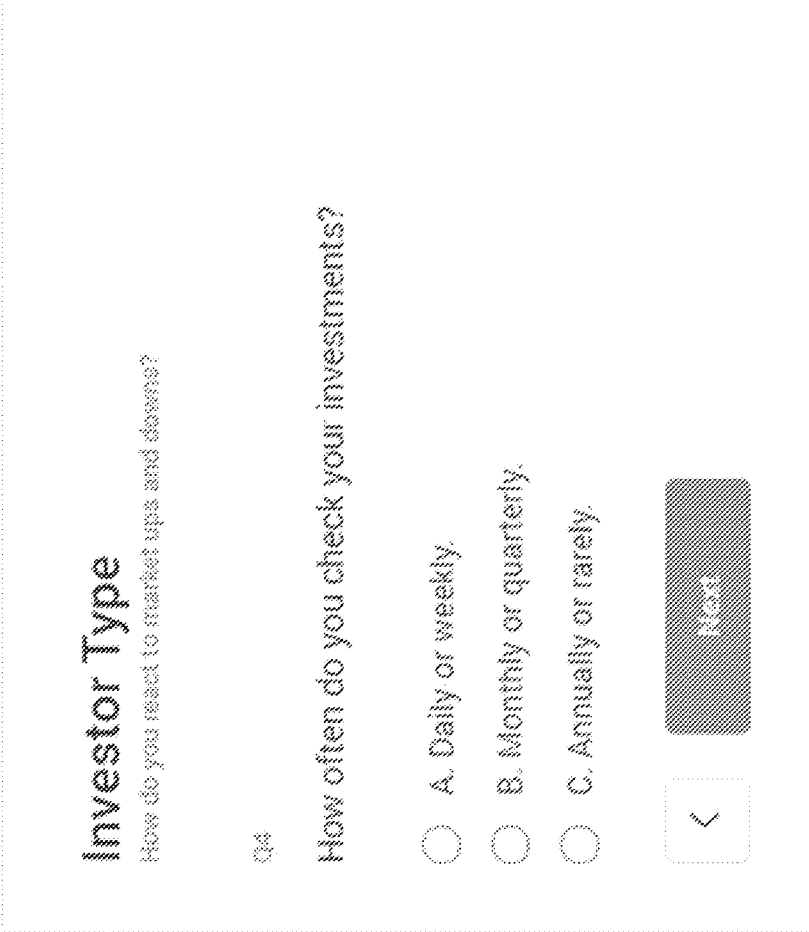 Investor Type
How do you react to market ups and downs?
Q4
How often do you check your investments?
A. Daily or weekly.
B. Monthly or quarterly.
C. Annually or rarely.
Next